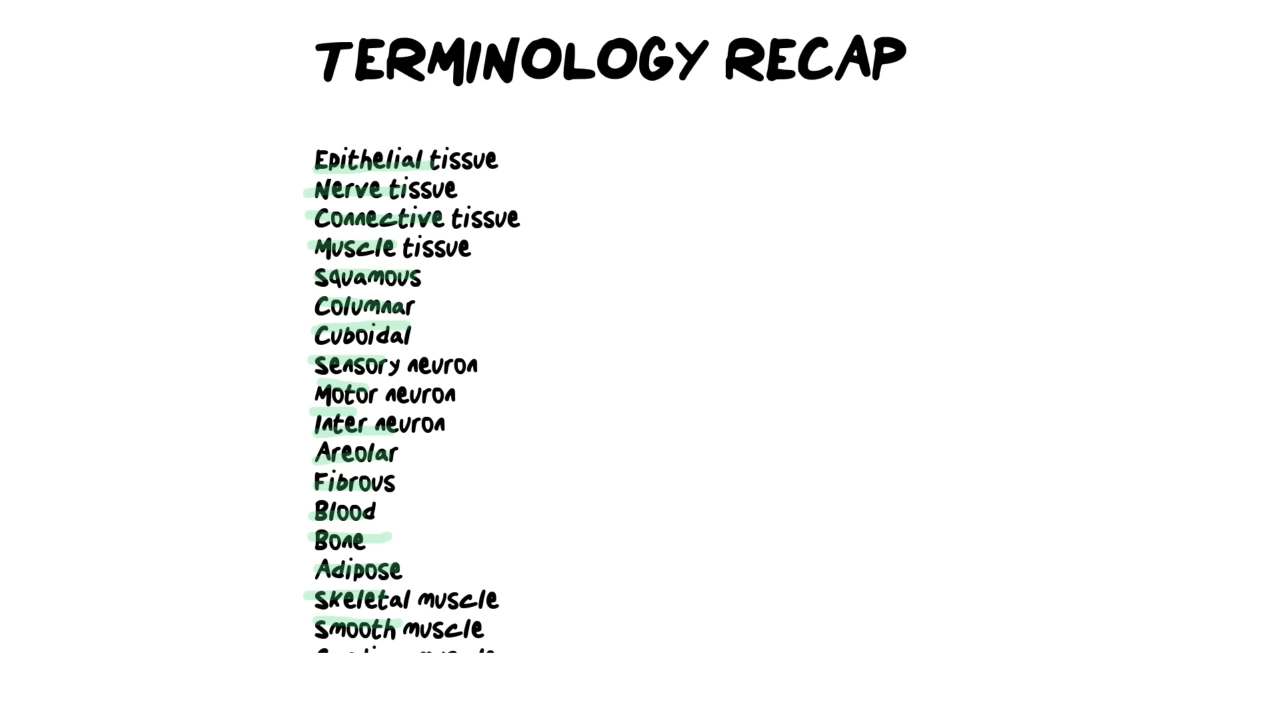 TERMINOLOGY RECAP
Epithelial tissue
Nerve tissue
Connective tissue
Muscle tissue
Squamous
Columnar
Cuboidal
Sensory neuron
Motor neuron
Inter neuron
Areolar
Fibrous
Blood
Bone
Adipose
Skeletal muscle
Smooth muscle